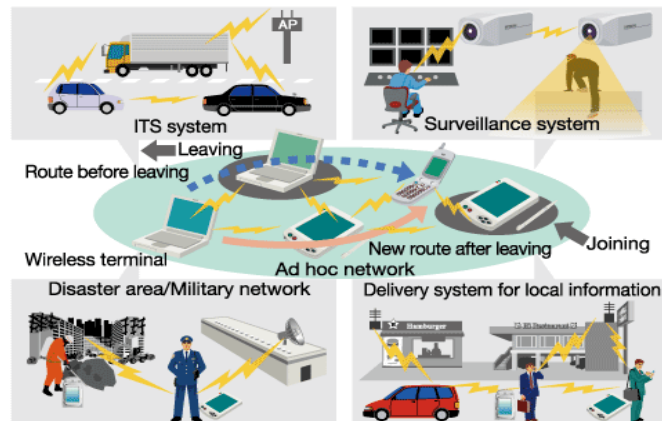 AP
ITS system
Surveillance system
Leaving
Route before leaving
New route after leaving
Joining
Wireless terminal
Ad hoc network
Disaster area/Military network
Delivery system for local information
Hamburger
Restaurant